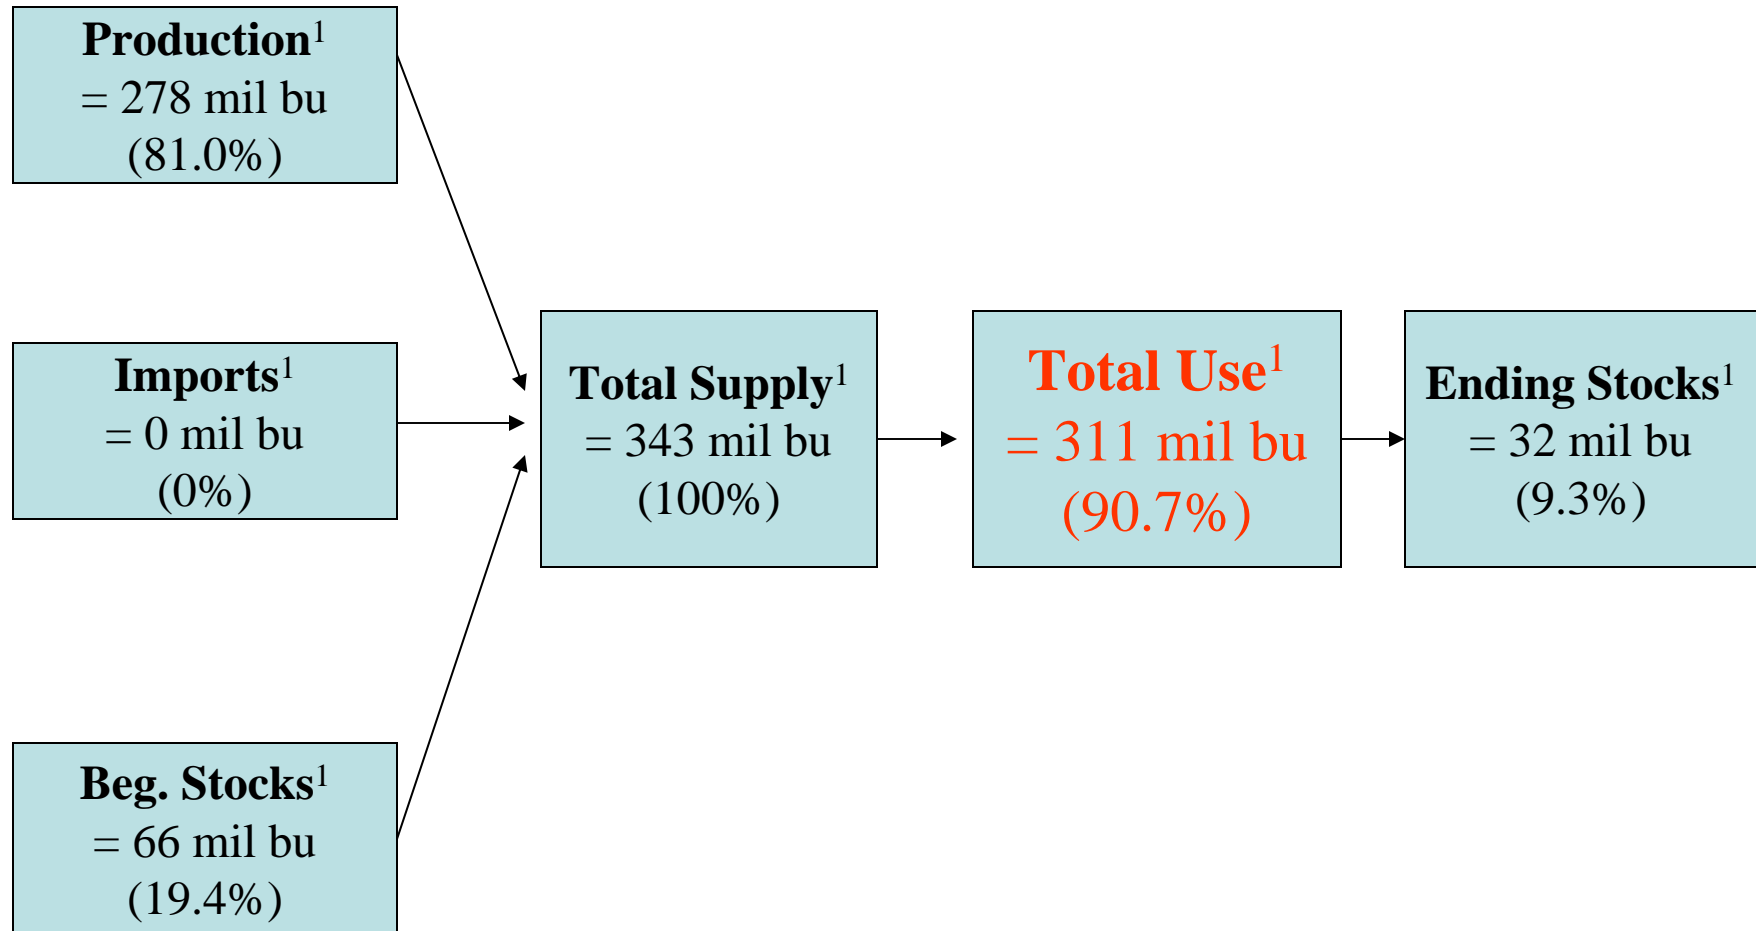 Production¹
= 278 mil bu
(81.0%)
Imports¹
= 0 mil bu
(0%)
Beg. Stocks¹
= 66 mil bu
(19.4%)
Total Supply¹
= 343 mil bu
(100%)
Total Use¹
= 311 mil bu
(90.7%)
Ending Stocks¹
= 32 mil bu
(9.3%)